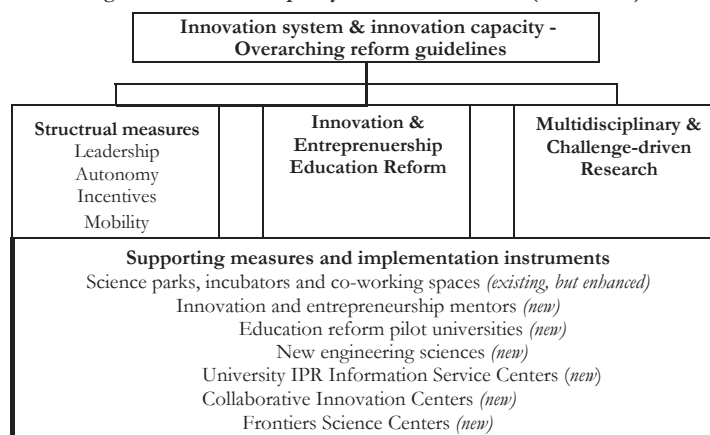 Innovation system & innovation capacity -
Overarching reform guidelines
Structrual measures
Leadership
Autonomy
Incentives
Mobility
Innovation &
Entreprenuership
Education Reform
Multidisciplinary &
Challenge-driven
Research
Supporting measures and implementation instruments
Science parks, incubators and co-working spaces (existing, but enhanced)
Innovation and entrepreneurship mentors (new)
Education reform pilot universities (new)
New engineering sciences (new)
University IPR Information Service Centers (new)
Collaborative Innovation Centers (new)
Frontiers Science Centers (new)